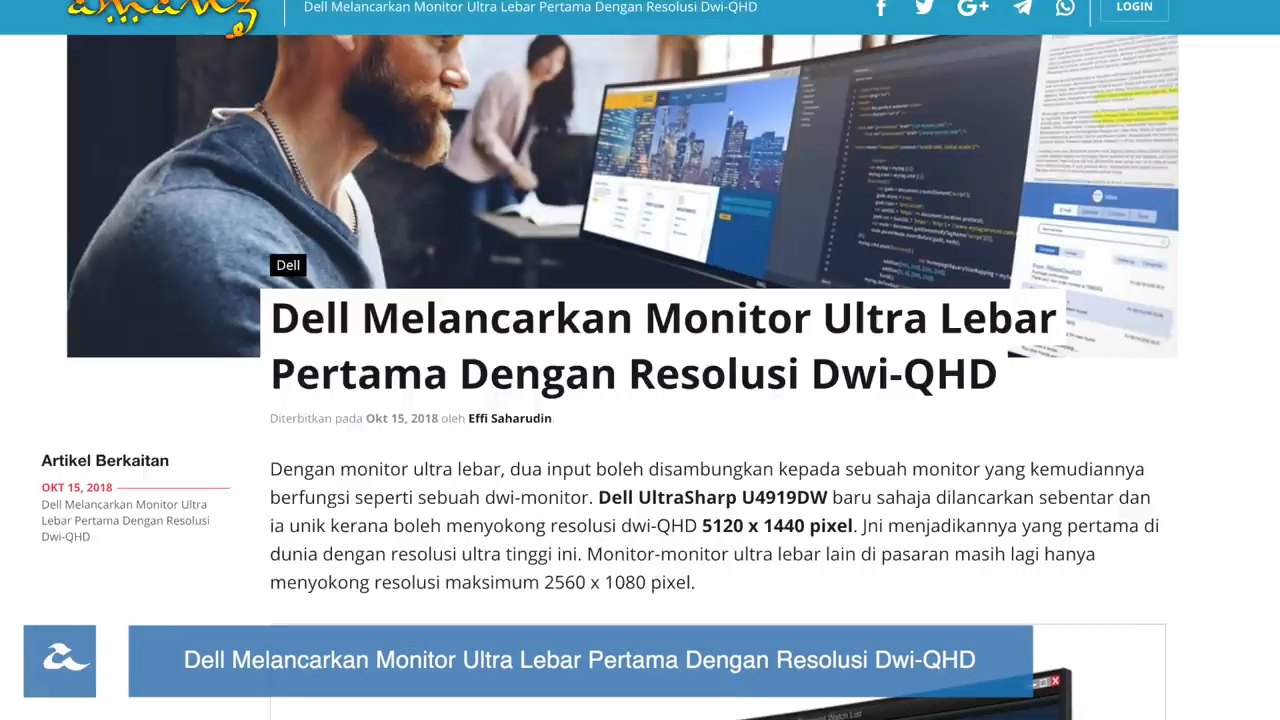 amanz
Dell Melancarkan Monitor Ultra Lebar Pertama Dengan Resolusi Dwi-QHD
LOGIN
Dell
Dell Melancarkan Monitor Ultra Lebar
Pertama Dengan Resolusi Dwi-QHD
Diterbitkan pada Okt 15, 2018 oleh Effi Saharudin.
Artikel Berkaitan
OKT 15, 2018
Dell Melancarkan Monitor Ultra
Lebar Pertama Dengan Resolusi
Dwi-QHD
Dengan monitor ultra lebar, dua input boleh disambungkan kepada sebuah monitor yang kemudiannya
berfungsi seperti sebuah dwi-monitor. Dell UltraSharp U4919DW baru sahaja dilancarkan sebentar dan
ia unik kerana boleh menyokong resolusi dwi-QHD 5120 x 1440 pixel. Jni menjadikannya yang pertama di
dunia dengan resolusi ultra tinggi ini. Monitor-monitor ultra lebar lain di pasaran masih lagi hanya
menyokong resolusi maksimum 2560 x 1080 pixel.
Dell Melancarkan Monitor Ultra Lebar Pertama Dengan Resolusi Dwi-QHD